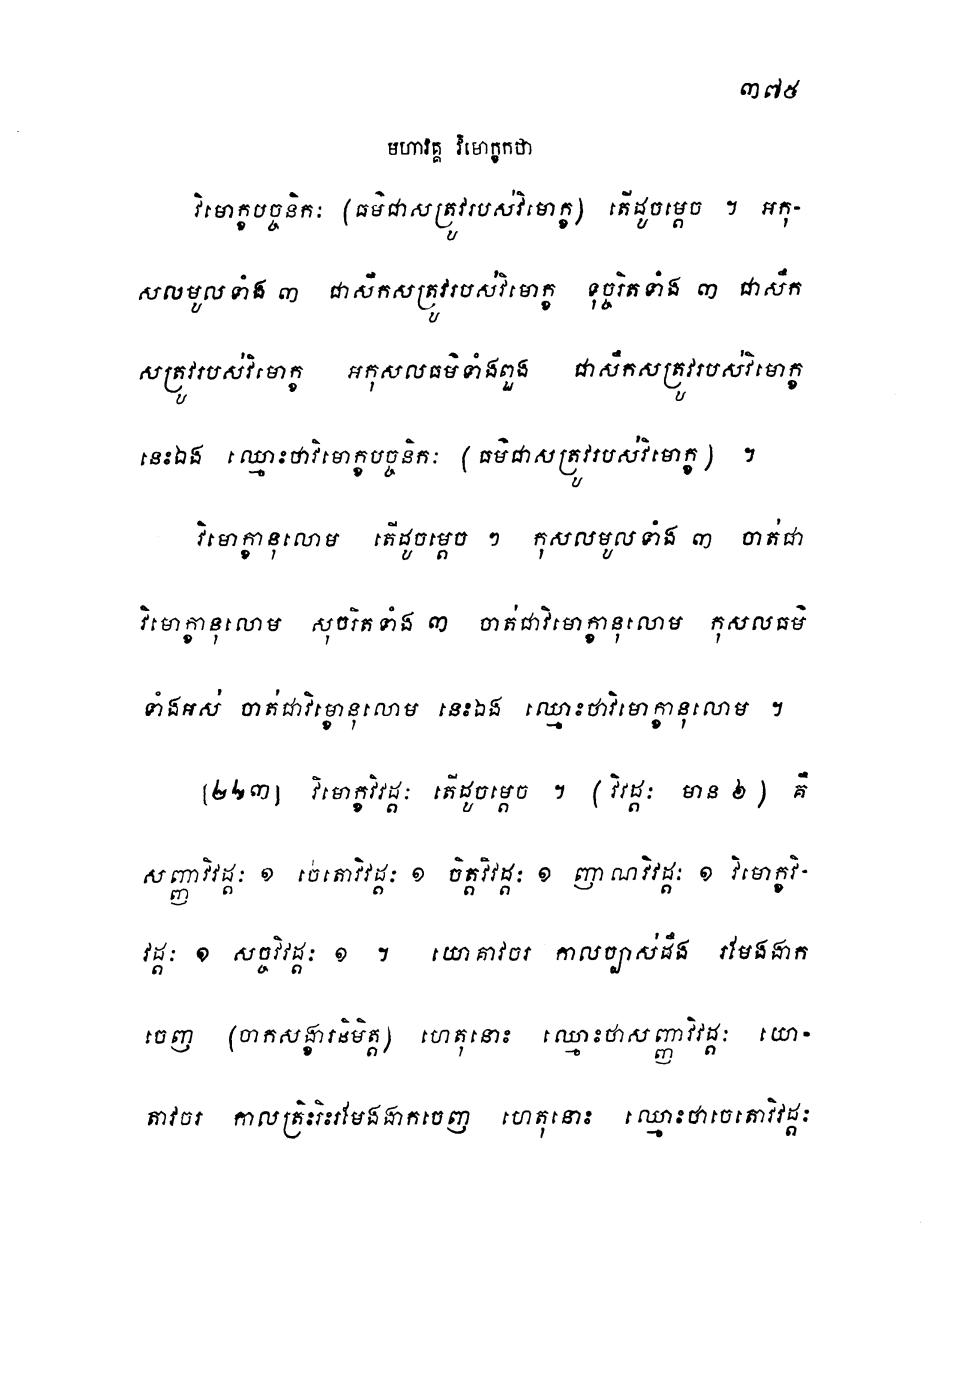 ៣៧៥
មហាវគ្គ វិមោក្ខកថា
វិមោក្ខបច្ចនិកៈ (ធម៌ជាសត្រូវរបស់វិមោក្ខ) តើដូចម្តេច ។ អកុ-
សលមូលទាំង ៣ ជាសឹកសត្រូវរបស់វិមោក្ខ ទុច្ចរិតទាំង ៣ ជាសឹក
សត្រូវរបស់វិមោក្ខ អកុសលធម៌ទាំងពួង ជាសឹកសត្រូវរបស់វិមោក្ខ
នេះឯង ឈ្មោះថាវិមោក្ខបច្ចនិកៈ (ធម៌ជាសត្រូវរបស់វិមោក្ខ) ។
វិមោក្ខានុលោម តើដូចម្តេច ។ កុសលមូលទាំង ៣ ចាត់ជា
វិមោក្ខានុលោម សុចរិតទាំង ៣ ចាត់ជាវិមោក្ខានុលោម កុសលធម៌
ទាំងអស់ ចាត់ជាវិម្ខោនុលោម នេះឯង ឈ្មោះថាវិមោក្ខានុលោម ។
[២៤៣] វិមោក្ខវិវដ្តៈ តើដូចម្តេច ។ (វិវដ្តៈ មាន ៦) គឺ
សញ្ញាវិវដ្តៈ ១ ចេតោវិវដ្តៈ ១ ចិត្តវិវដ្តៈ ១ ញាណវិវដ្តៈ ១ វិមោក្ខវិ-
វដ្តៈ ១ សច្ចវិវដ្តៈ ១ ។ យោគាវចរ កាលច្បាស់ដឹង រមែងងាក
ចេញ (ចាកសង្ខារនិមិត្ត) ហេតុនោះ ឈ្មោះថាសញ្ញាវិវដ្តៈ យោ-
គាវចរ កាលត្រិះរិះរមែងងាកចេញ ហេតុនោះ ឈ្មោះថាចេតោវិវដ្តៈ